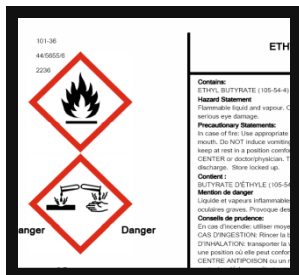 101-36
44/5655/6
2236
ETH
Contains:
ETHYL BUTYRATE (105-54-4)
Hazard Statement
Flammable liquid and vapour. C
serious eye damage.
Precautionary Statements:
In case of fire: Use appropriate
mouth. Do NOT induce vomiting
keep at rest in a position comfo
CENTER or doctor/physician. T
discharge. Store locked up.
Contient :
BUTYRATE D'ÉTHYLE (105-54
Mention de danger
Liquide et vapeurs inflammable
oculaires graves. Provoque des
Conseils de prudence:
En cas d'incendie: utiliser moye
CAS D'INGESTION: Rincer la b
D'INHALATION: transporter la v
une position où elle peut confor
CENTRE ANTIPOISON ou un r
anger
Danger